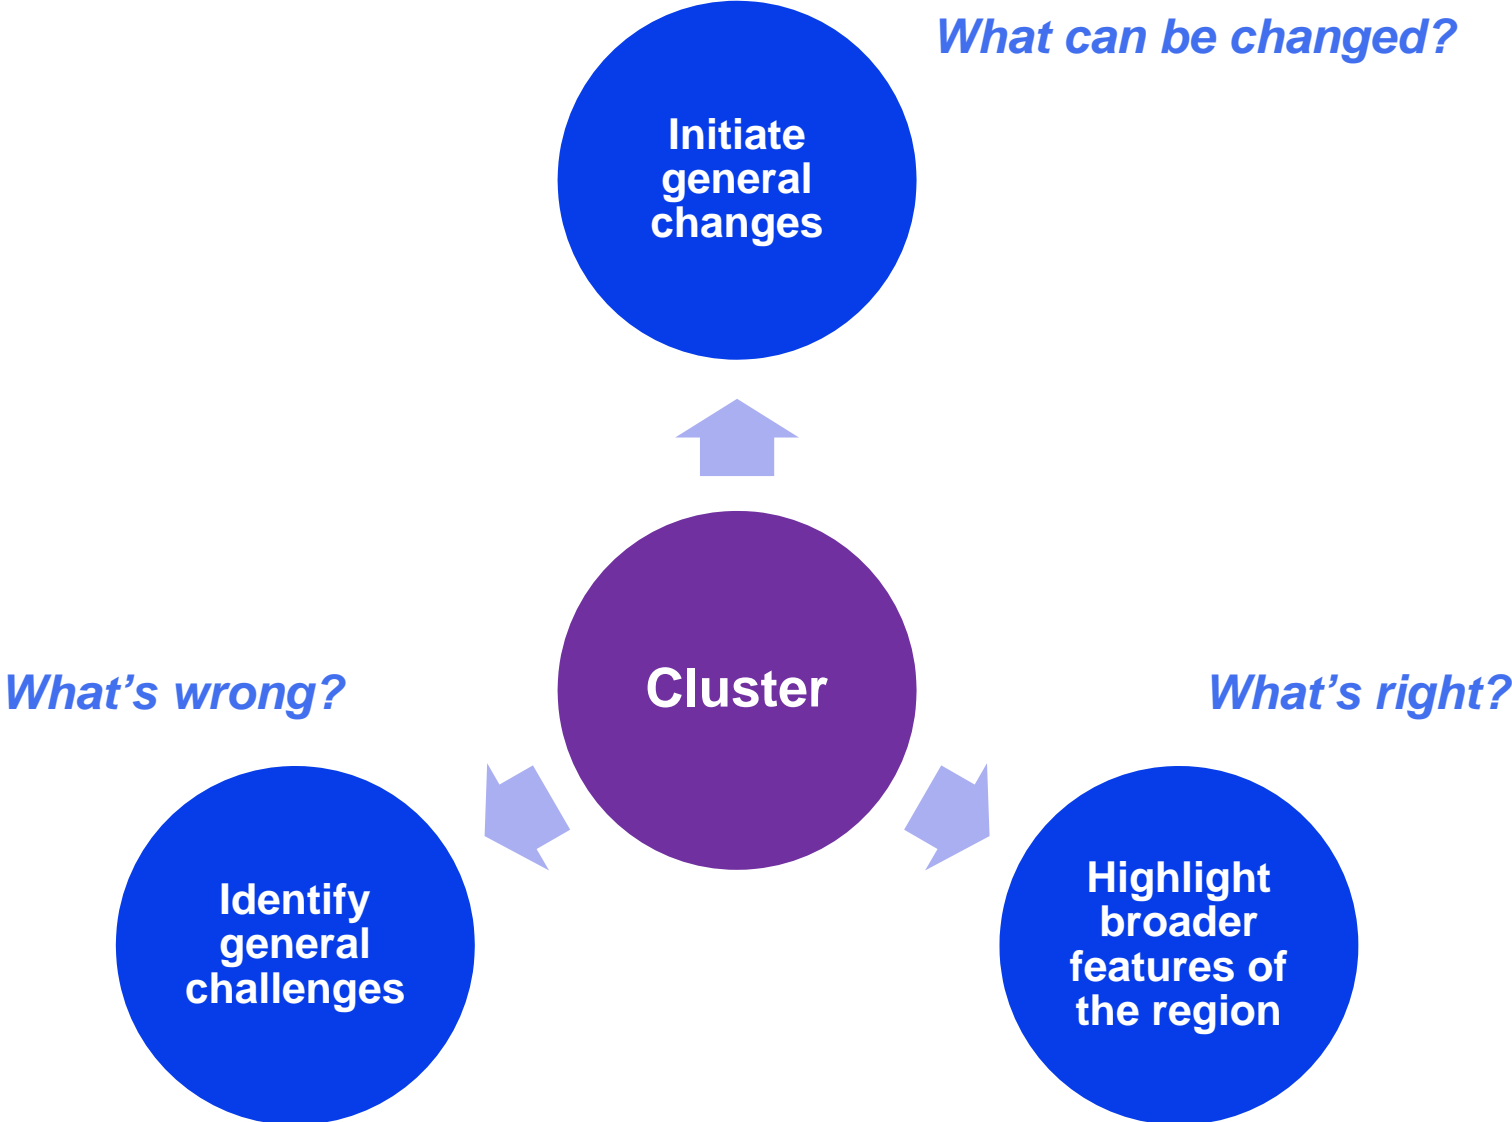 What can be changed?
Initiate
general
changes
Cluster
What’s wrong?
What’s right?
Identify
general
challenges
Highlight
broader
features of
the region